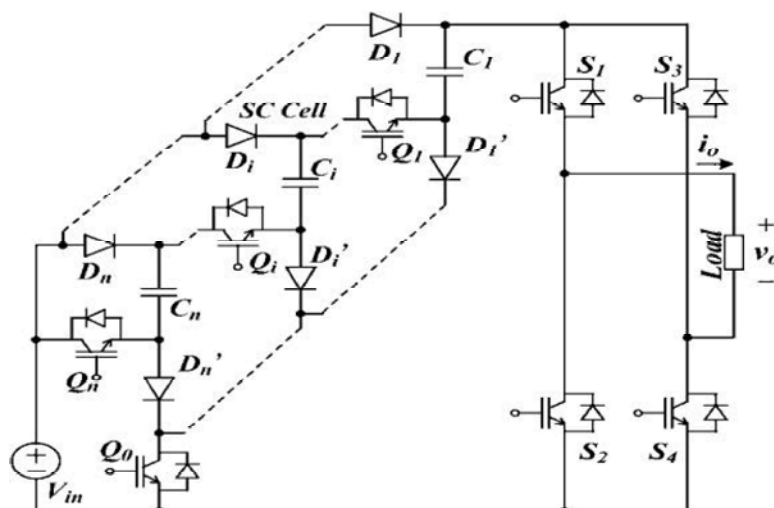 D1
C1
S1
S3
SC Cell
Di
Q1
D1'
Ci
io
Dn
Qi
Di'
Load
+
vo
−
Cn
Qn
Dn'
Q0
S2
S4
+
−
Vin